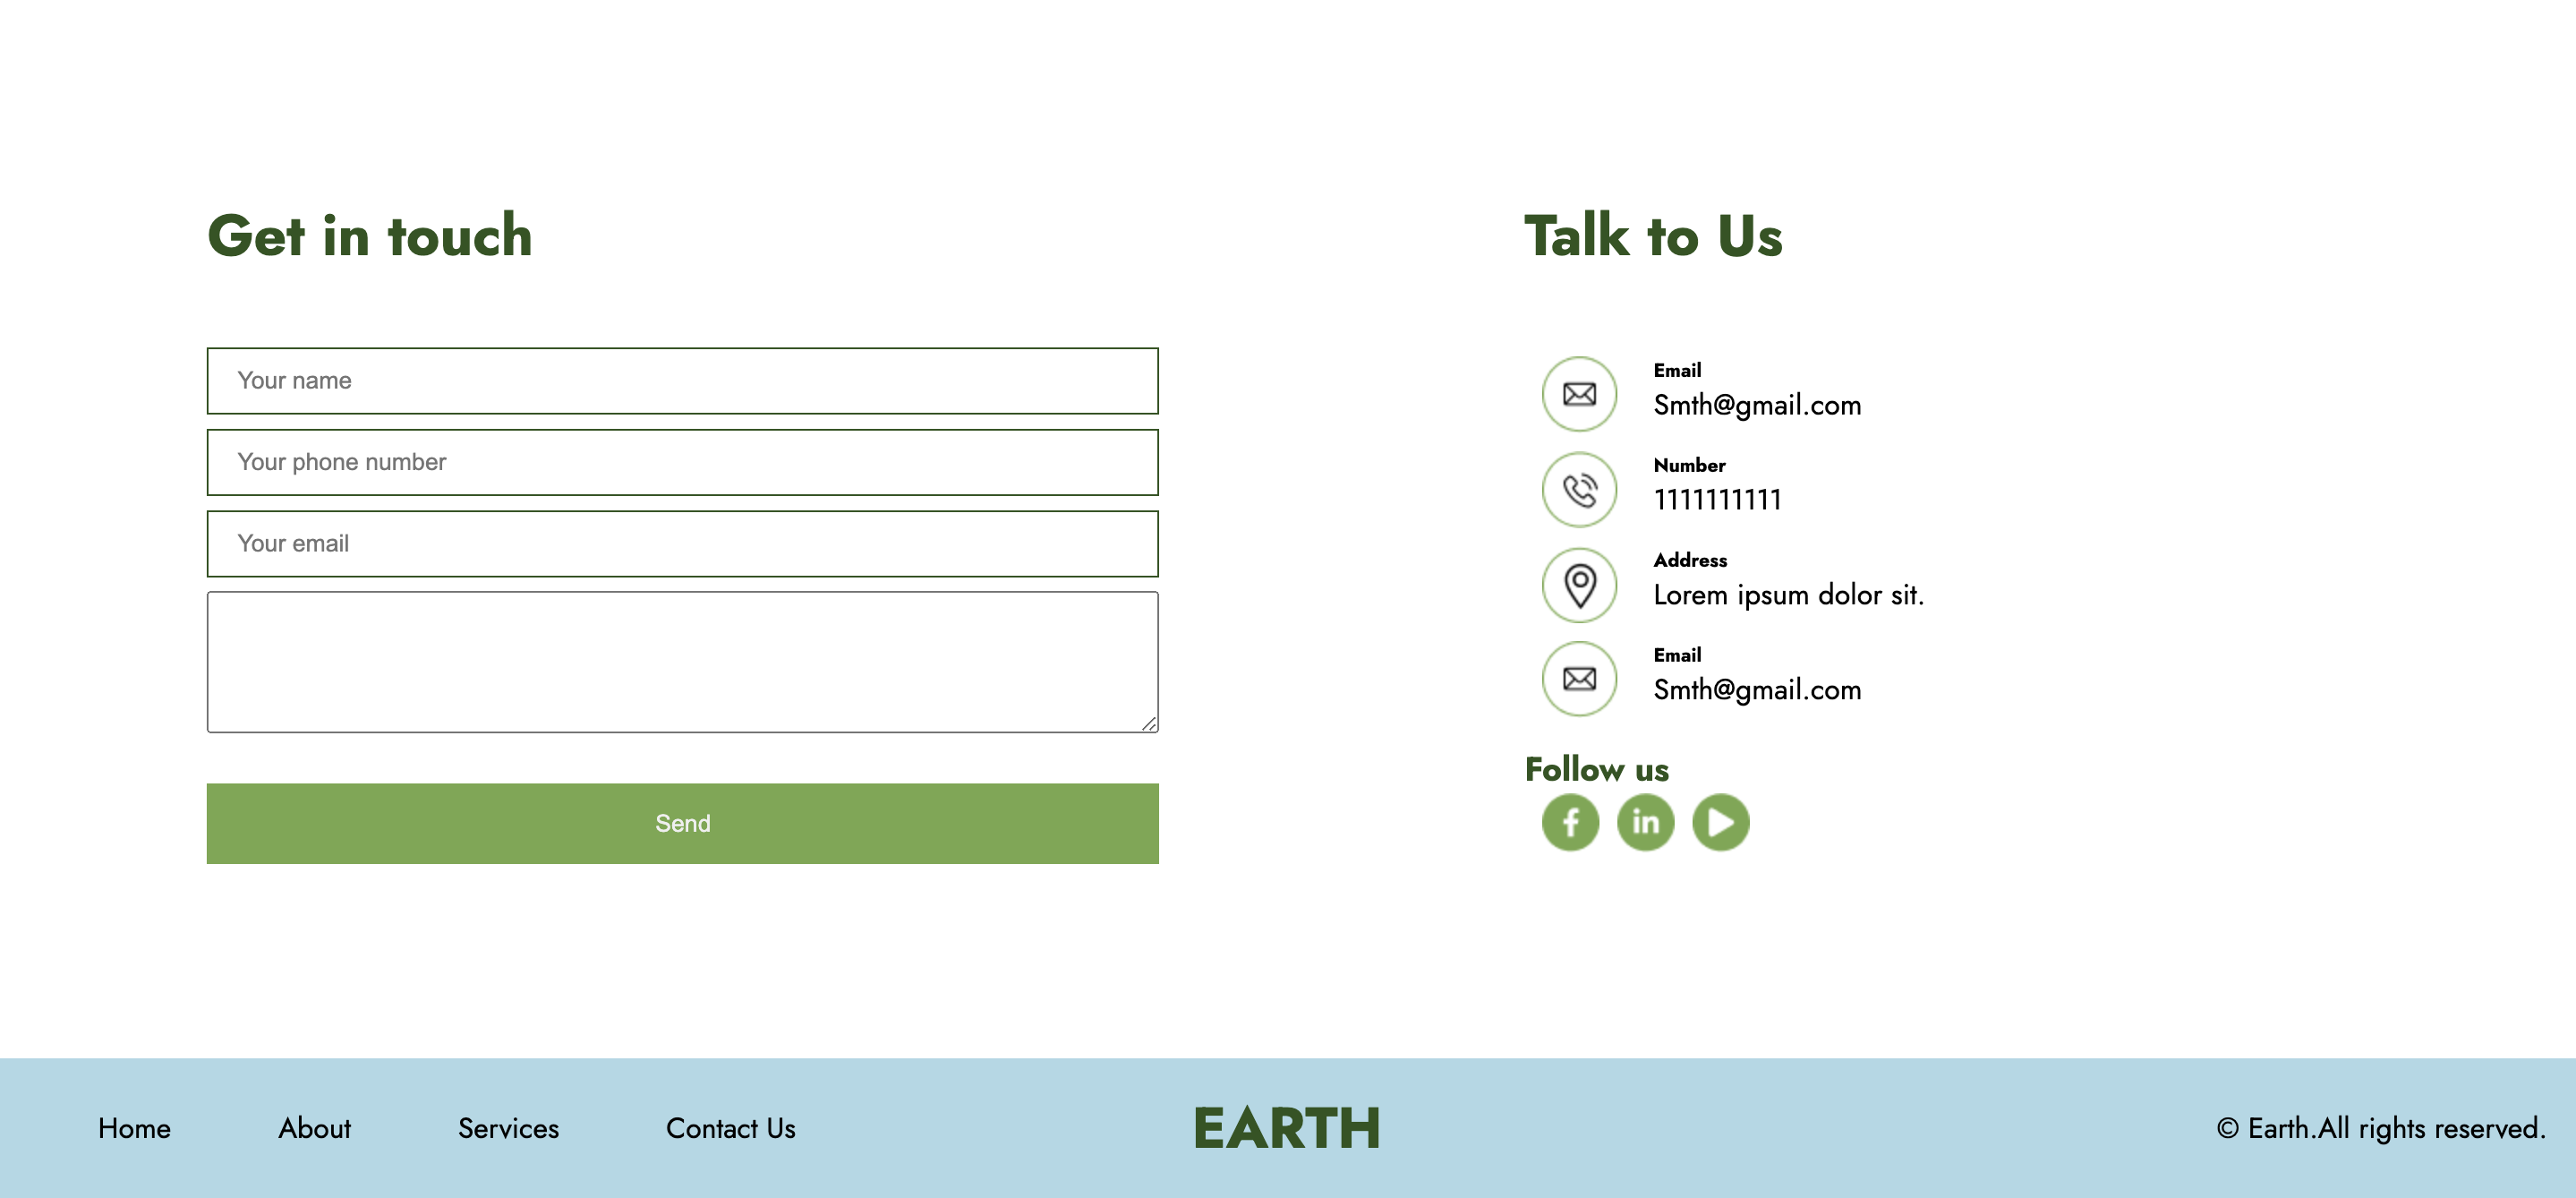 Get in touch
Your name
Your phone number
Your email
Send
Talk to Us
Email
Smth@gmail.com
Number
1111111111
Address
Lorem ipsum dolor sit.
Email
Smth@gmail.com
Follow us
f
in
Home About Services Contact Us EARTH © Earth.All rights reserved.